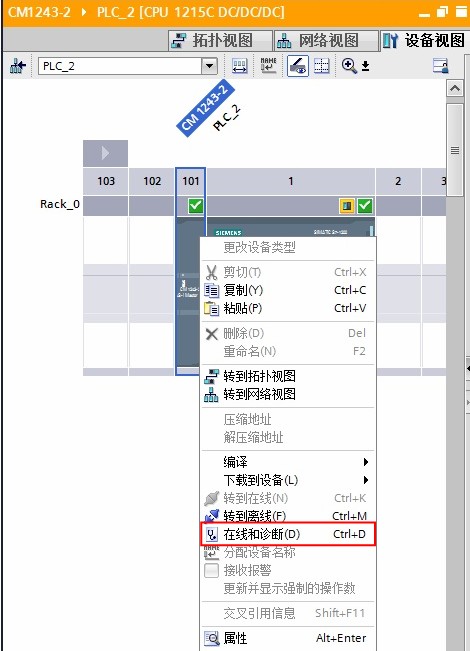 CM1243-2 ▸ PLC_2 [CPU 1215C DC/DC/DC]
拓扑视图 网络视图 设备视图
PLC_2
CM 1243-2
PLC_2
103 102 101 1 2 3
Rack_0
SIEMENS SIMATIC S7-1200
更改设备类型
剪切(T) Ctrl+X
复制(Y) Ctrl+C
粘贴(P) Ctrl+V
删除(D) Del
重命名(N) F2
转到拓扑视图
转到网络视图
压缩地址
解压缩地址
编译
下载到设备(L)
转到在线(N) Ctrl+K
转到离线(F) Ctrl+M
在线和诊断(D) Ctrl+D
分配设备名称
接收报警
更新并显示强制的操作数
交叉引用信息 Shift+F11
属性 Alt+Enter